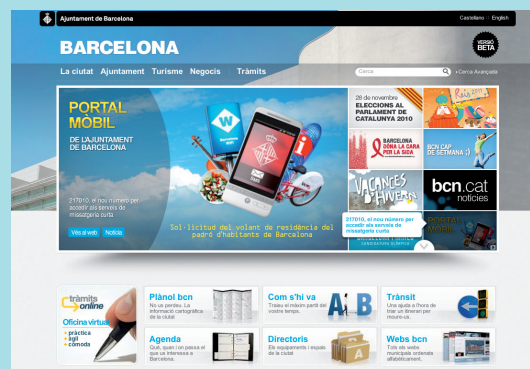 Ajuntament de Barcelona
Castellano :: English
BARCELONA
VERSIÓ
BETA
La ciutat Ajuntament Turisme Negocis Tràmits
Cerca
Cerca Avançada
PORTAL
MÒBIL
DE L'AJUNTAMENT
DE BARCELONA
217010, el nou número per
accedir als serveis de
missatgeria curta
Vés al web Notícia
Sol·licitud del volant de residència del
padró d'habitants de Barcelona
28 de novembre
ELECCIONS AL
PARLAMENT DE
CATALUNYA 2010
BARCELONA
DÓNA LA CARA
PER LA SIDA
BCN CAP
DE SETMANA :)
VACANCES
D'HIVERN
bcn.cat
notícies
217010, el nou número per
accedir als serveis de
missatgeria curta
PORTAL
MÒBIL
tràmits
online
Oficina virtual
pràctica
àgil
còmoda
Plànol bcn
No us perdeu. La
informació cartogràfica
de la ciutat
Com s'hi va
Traieu el màxim partit del
vostre temps.
A B
Trànsit
Una ajuda a l'hora de
triar un itinerari per
moure-us.
Agenda
Què, quan i on passa el
que us interessa a
Barcelona.
Directoris
Els equipaments i espais
de la ciutat
A
Webs bcn
Tots els webs
municipals ordenats
alfabèticament.